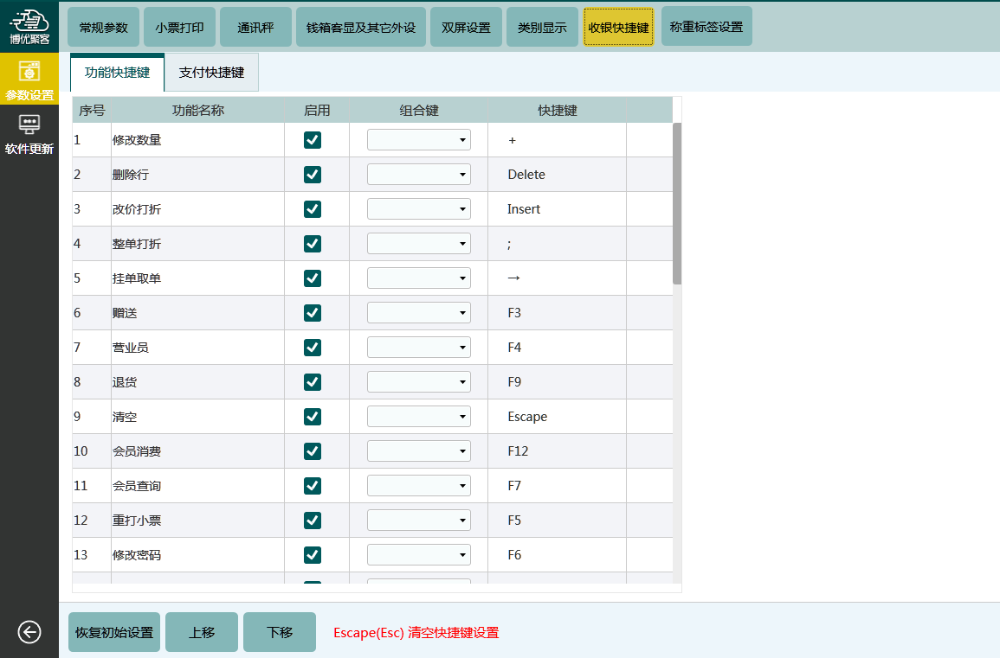 博优聚客
常规参数 小票打印 通讯秤 钱箱客显及其它外设 双屏设置 类别显示 收银快捷键 称重标签设置
参数设置
软件更新
功能快捷键 支付快捷键
序号 功能名称 启用 组合键 快捷键
1 修改数量 +
2 删除行 Delete
3 改价打折 Insert
4 整单打折 ;
5 挂单取单 →
6 赠送 F3
7 营业员 F4
8 退货 F9
9 清空 Escape
10 会员消费 F12
11 会员查询 F7
12 重打小票 F5
13 修改密码 F6
恢复初始设置 上移 下移 Escape(Esc) 清空快捷键设置